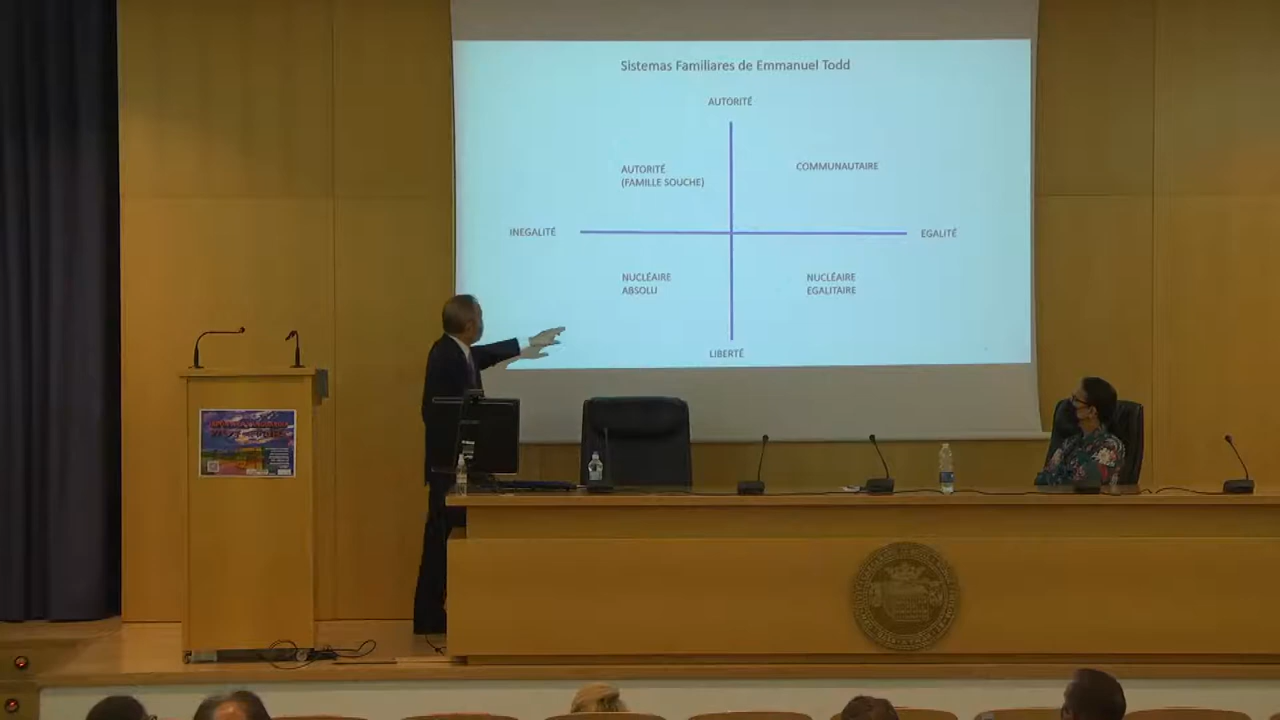 Sistemas Familiares de Emmanuel Todd
AUTORITÉ
AUTORITÉ
(FAMILLE SOUCHE)
COMMUNAUTAIRE
INEGALITÉ
EGALITÉ
NUCLÉAIRE
ABSOLU
NUCLÉAIRE
EGALITAIRE
LIBERTÉ